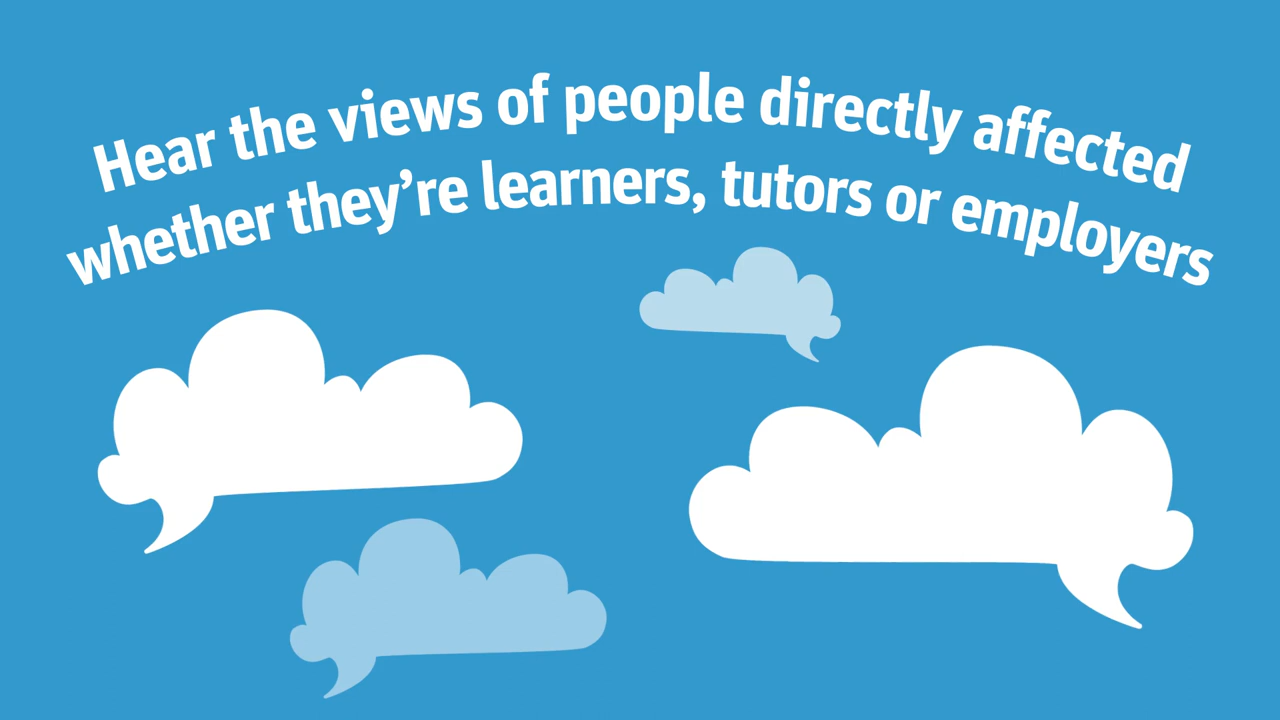 Hear the views of people directly affected
whether they’re learners, tutors or employers